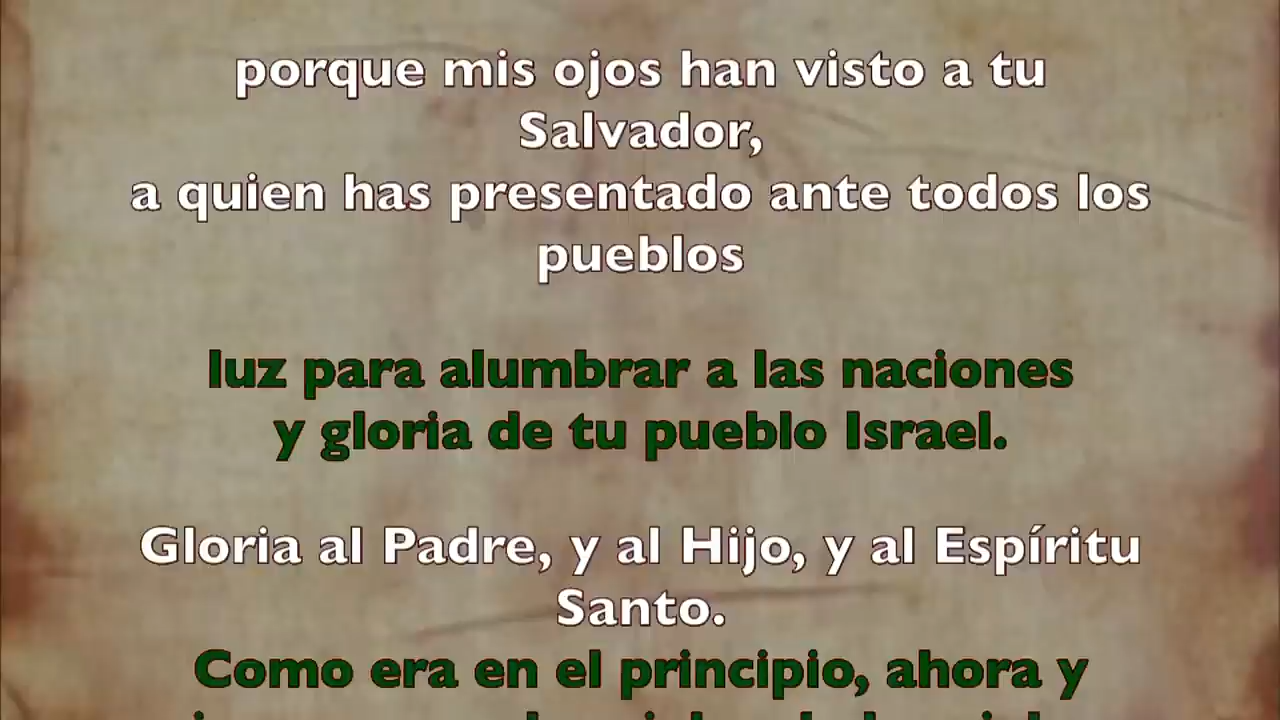 porque mis ojos han visto a tu
Salvador,
a quien has presentado ante todos los
pueblos
luz para alumbrar a las naciones
y gloria de tu pueblo Israel.
Gloria al Padre, y al Hijo, y al Espíritu
Santo.
Como era en el principio, ahora y